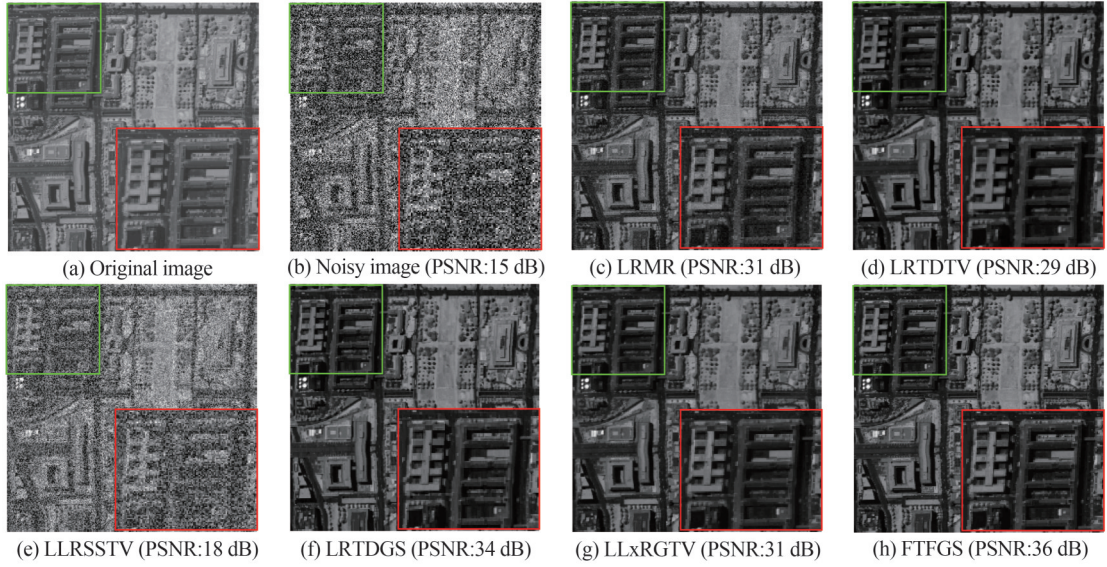 (a) Original image
(b) Noisy image (PSNR:15 dB)
(c) LRMR (PSNR:31 dB)
(d) LRTDTV (PSNR:29 dB)
(e) LLRSSTV (PSNR:18 dB)
(f) LRTDGS (PSNR:34 dB)
(g) LLxRGTV (PSNR:31 dB)
(h) FTFGS (PSNR:36 dB)